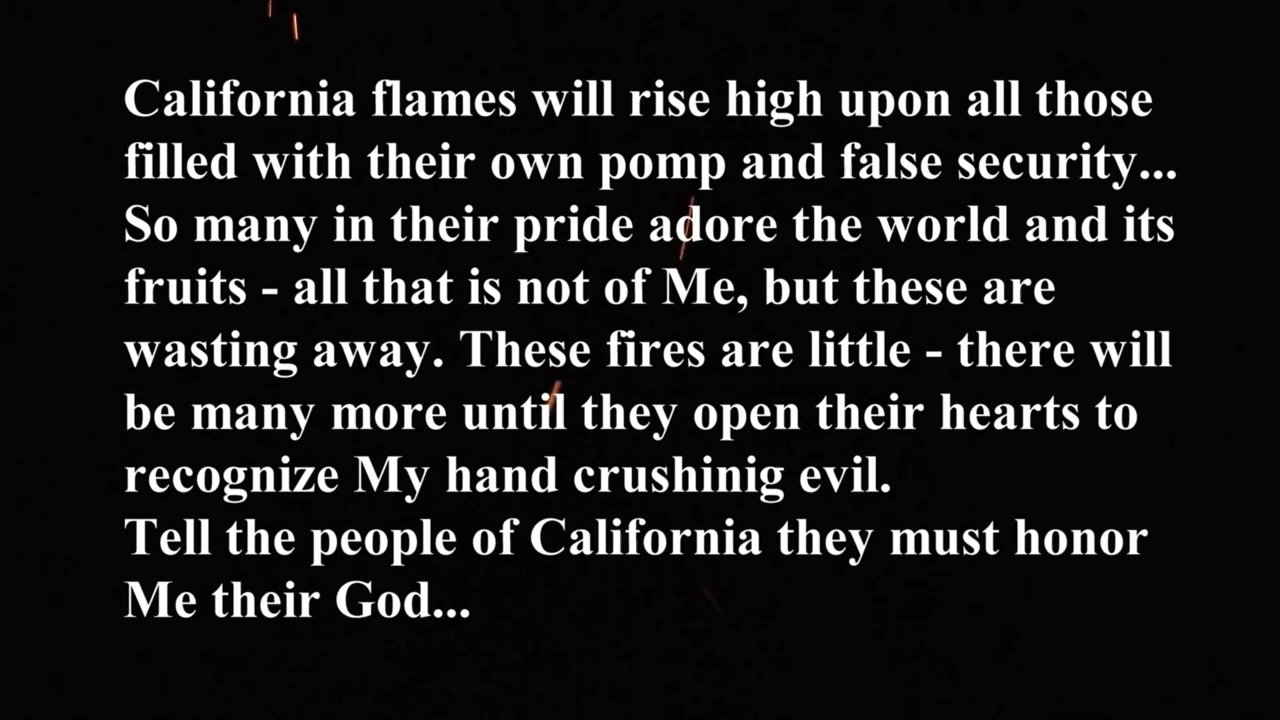 California flames will rise high upon all those
filled with their own pomp and false security...
So many in their pride adore the world and its
fruits - all that is not of Me, but these are
wasting away. These fires are little - there will
be many more until they open their hearts to
recognize My hand crushinig evil.
Tell the people of California they must honor
Me their God...